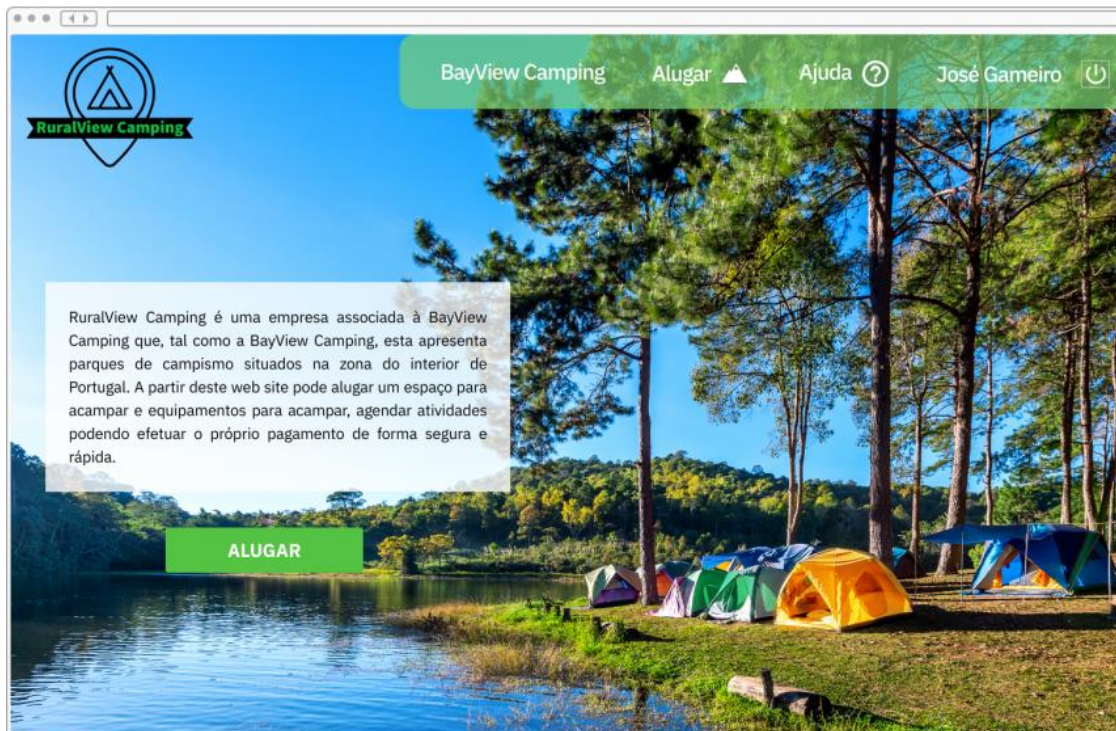 BayView Camping Alugar Ajuda José Gameiro
RuralView Camping
RuralView Camping é uma empresa associada à BayView
Camping que, tal como a BayView Camping, esta apresenta
parques de campismo situados na zona do interior de
Portugal. A partir deste web site pode alugar um espaço para
acampar e equipamentos para acampar, agendar atividades
podendo efetuar o próprio pagamento de forma segura e
rápida.
ALUGAR